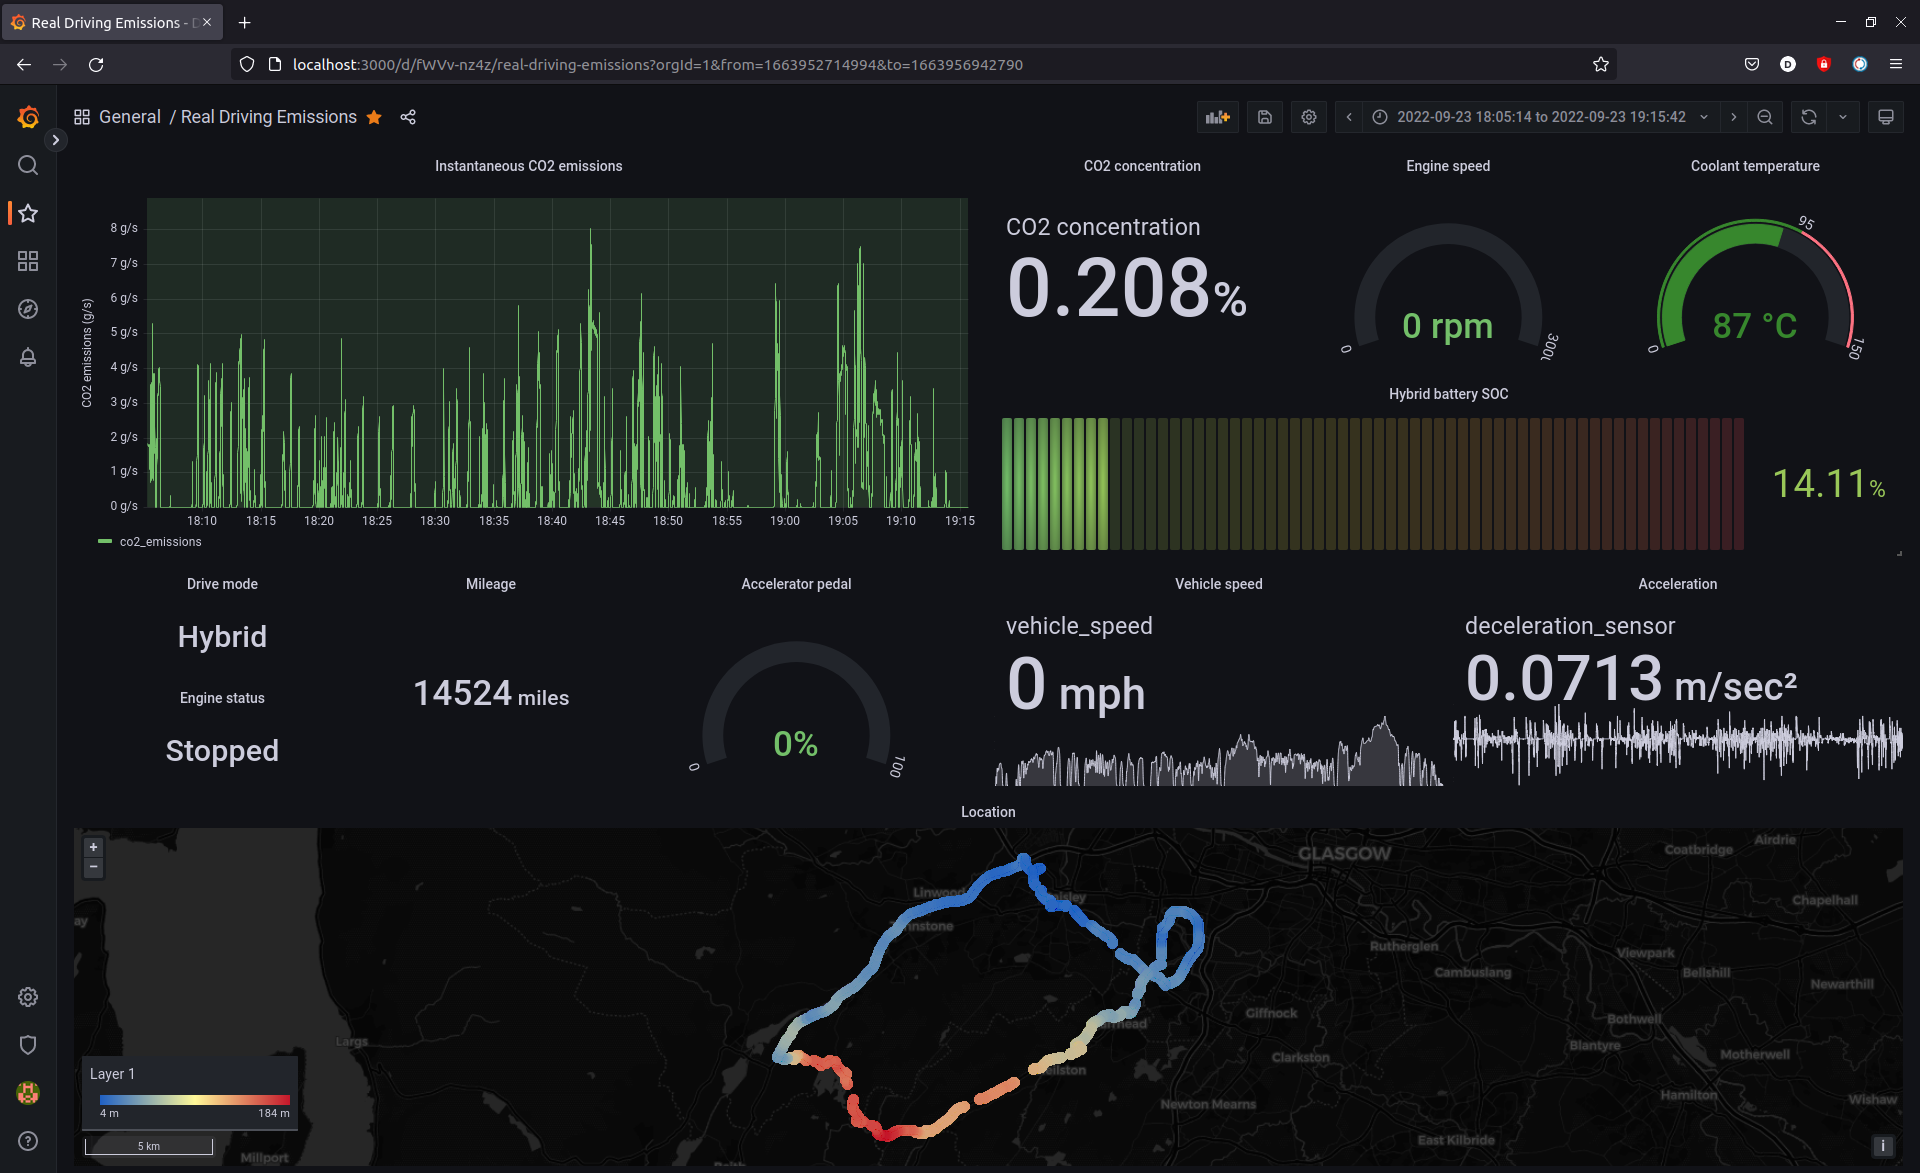 Real Driving Emissions - D
localhost:3000/d/fWVv-nz4z/real-driving-emissions?orgId=1&from=1663952714994&to=1663956942790
D
General / Real Driving Emissions
2022-09-23 18:05:14 to 2022-09-23 19:15:42
Instantaneous CO2 emissions
CO2 emissions (g/s)
8 g/s
7 g/s
6 g/s
5 g/s
4 g/s
3 g/s
2 g/s
1 g/s
0 g/s
18:10 18:15 18:20 18:25 18:30 18:35 18:40 18:45 18:50 18:55 19:00 19:05 19:10 19:15
co2_emissions
CO2 concentration
CO2 concentration
0.208%
Engine speed
0 rpm
0
Coolant temperature
95
87 °C
0 150
Hybrid battery SOC
14.11%
Drive mode
Hybrid
Engine status
Stopped
Mileage
14524 miles
Accelerator pedal
0%
0 100
Vehicle speed
vehicle_speed
0 mph
Acceleration
deceleration_sensor
0.0713 m/sec²
Location
+
−
GLASGOW
Airdrie
Coatbridge
Linwood
Chapelhall
Rutherglen
Viewpark
Cambuslang
Bellshill
Newarthill
Giffnock
Bothwell
Largs
Blantyre
Clarkston
Motherwell
Hamilton
Newton Mearns
Wishaw
East Kilbride
Millport
Layer 1
4 m 184 m
5 km
i